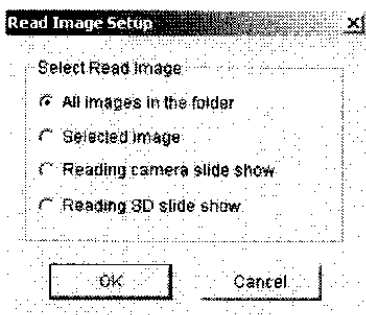 Read Image Setup
Select Read Image
All images in the folder
Selected image
Reading camera slide show
Reading SD slide show
OK
Cancel